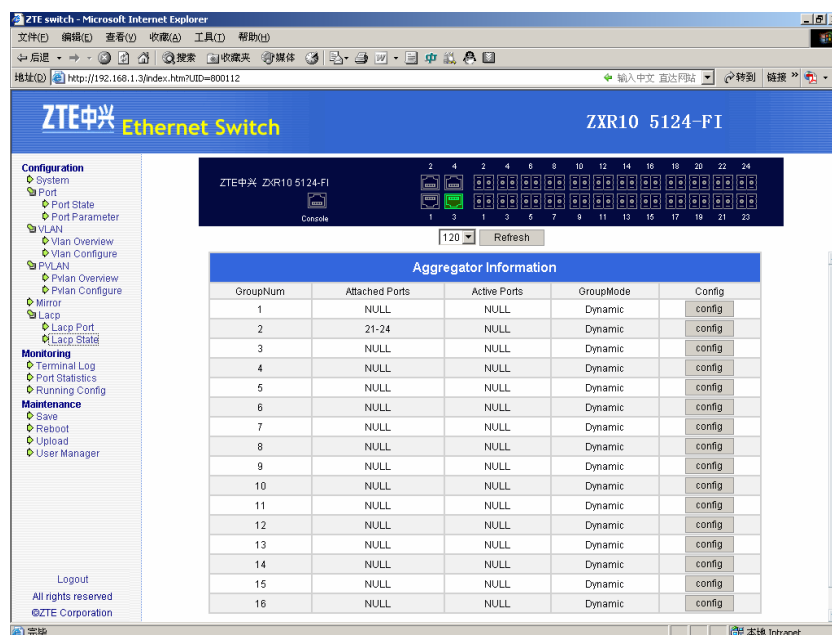 ZTE switch - Microsoft Internet Explorer
文件(F) 编辑(E) 查看(V) 收藏(A) 工具(T) 帮助(H)
后退 搜索 收藏夹 媒体
地址(D) http://192.168.1.3/index.htm?UID=800112 输入中文 直达网站 转到 链接 »
ZTE中兴 Ethernet Switch ZXR10 5124-FI
Configuration
System
Port
Port State
Port Parameter
VLAN
Vlan Overview
Vlan Configure
PVLAN
Pvlan Overview
Pvlan Configure
Mirror
Lacp
Lacp Port
Lacp State
Monitoring
Terminal Log
Port Statistics
Running Config
Maintenance
Save
Reboot
Upload
User Manager
Logout
All rights reserved
©ZTE Corporation
2 4 2 4 6 8 10 12 14 16 18 20 22 24
ZTE中兴 ZXR10 5124-FI
Console 1 3 1 3 5 7 9 11 13 15 17 19 21 23
120 Refresh
Aggregator Information
GroupNum Attached Ports Active Ports GroupMode Config
1 NULL NULL Dynamic config
2 21-24 NULL Dynamic config
3 NULL NULL Dynamic config
4 NULL NULL Dynamic config
5 NULL NULL Dynamic config
6 NULL NULL Dynamic config
7 NULL NULL Dynamic config
8 NULL NULL Dynamic config
9 NULL NULL Dynamic config
10 NULL NULL Dynamic config
11 NULL NULL Dynamic config
12 NULL NULL Dynamic config
13 NULL NULL Dynamic config
14 NULL NULL Dynamic config
15 NULL NULL Dynamic config
16 NULL NULL Dynamic config
完毕 本地 Intranet